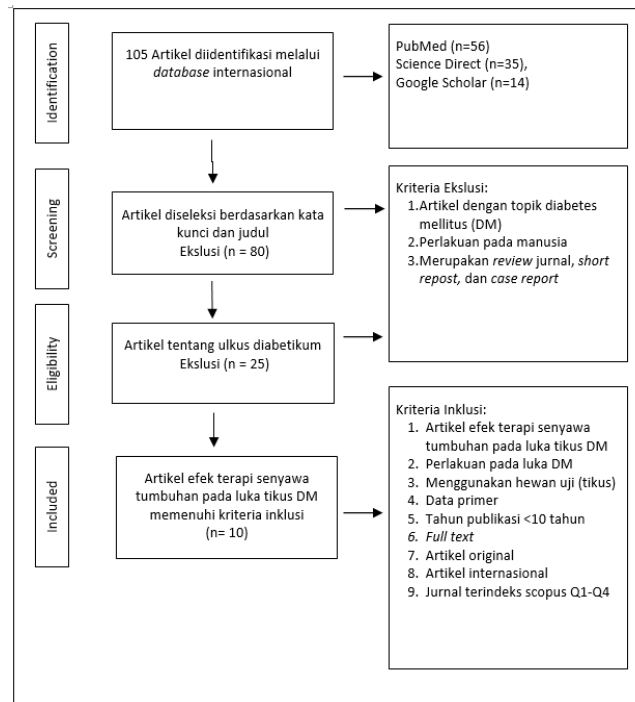 Identification
105 Artikel diidentifikasi melalui
database internasional
PubMed (n=56)
Science Direct (n=35),
Google Scholar (n=14)
Screening
Artikel diseleksi berdasarkan kata
kunci dan judul
Ekslusi (n = 80)
Kriteria Ekslusi:
1.Artikel dengan topik diabetes
mellitus (DM)
2.Perlakuan pada manusia
3.Merupakan review jurnal, short
repost, dan case report
Eligibility
Artikel tentang ulkus diabetikum
Ekslusi (n = 25)
Included
Artikel efek terapi senyawa
tumbuhan pada luka tikus DM
memenuhi kriteria inklusi
(n= 10)
Kriteria Inklusi:
1. Artikel efek terapi senyawa
tumbuhan pada luka tikus DM
2. Perlakuan pada luka DM
3. Menggunakan hewan uji (tikus)
4. Data primer
5. Tahun publikasi <10 tahun
6. Full text
7. Artikel original
8. Artikel internasional
9. Jurnal terindeks scopus Q1-Q4